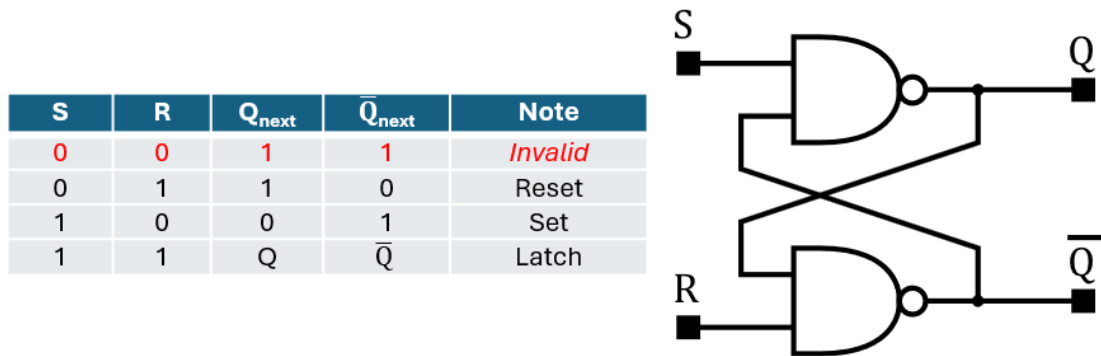 S R Qnext Q̅next Note
0 0 1 1 Invalid
0 1 1 0 Reset
1 0 0 1 Set
1 1 Q Q̅ Latch
S
Q
R
Q̅